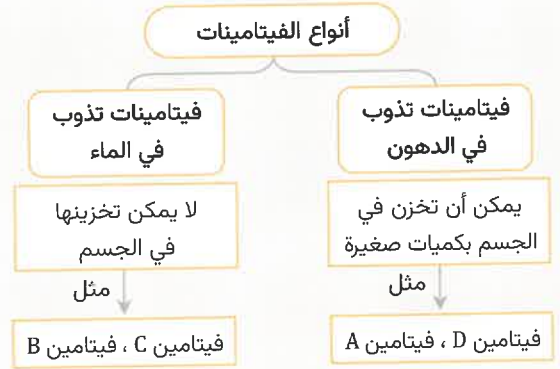 أنواع الفيتامينات
فيتامينات تذوب
في الدهون
يمكن أن تخزن في
الجسم بكميات صغيرة
مثل
فيتامين D ، فيتامين A
فيتامينات تذوب
في الماء
لا يمكن تخزينها
في الجسم
مثل
فيتامين C ، فيتامين B